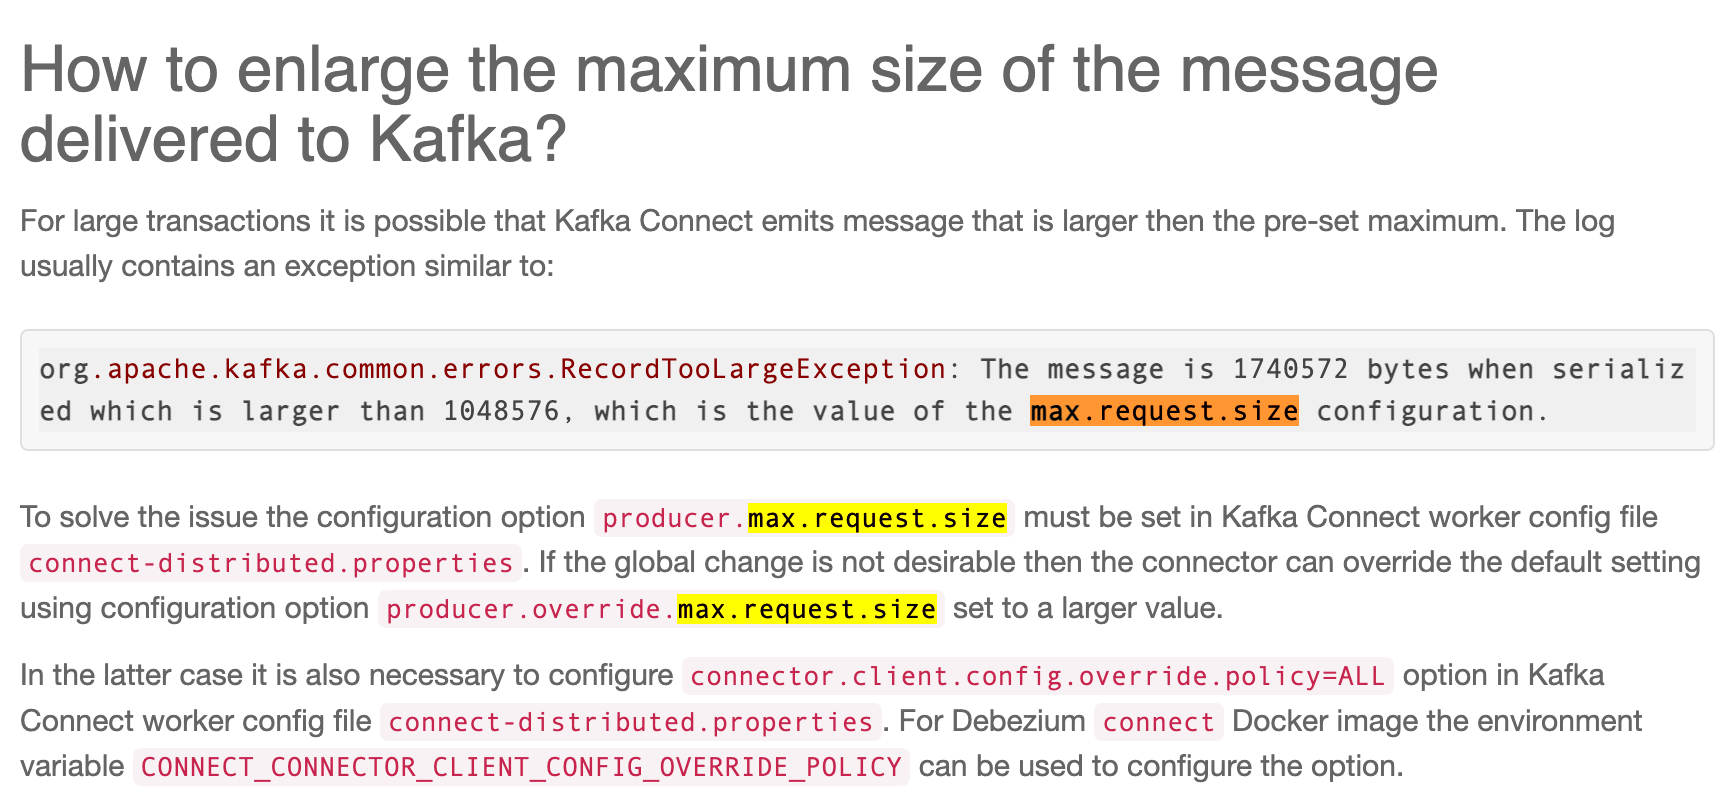 How to enlarge the maximum size of the message
delivered to Kafka?
For large transactions it is possible that Kafka Connect emits message that is larger then the pre-set maximum. The log
usually contains an exception similar to:
org.apache.kafka.common.errors.RecordTooLargeException: The message is 1740572 bytes when serializ
ed which is larger than 1048576, which is the value of the max.request.size configuration.
To solve the issue the configuration option producer.max.request.size must be set in Kafka Connect worker config file
connect-distributed.properties. If the global change is not desirable then the connector can override the default setting
using configuration option producer.override.max.request.size set to a larger value.
In the latter case it is also necessary to configure connector.client.config.override.policy=ALL option in Kafka
Connect worker config file connect-distributed.properties. For Debezium connect Docker image the environment
variable CONNECT_CONNECTOR_CLIENT_CONFIG_OVERRIDE_POLICY can be used to configure the option.